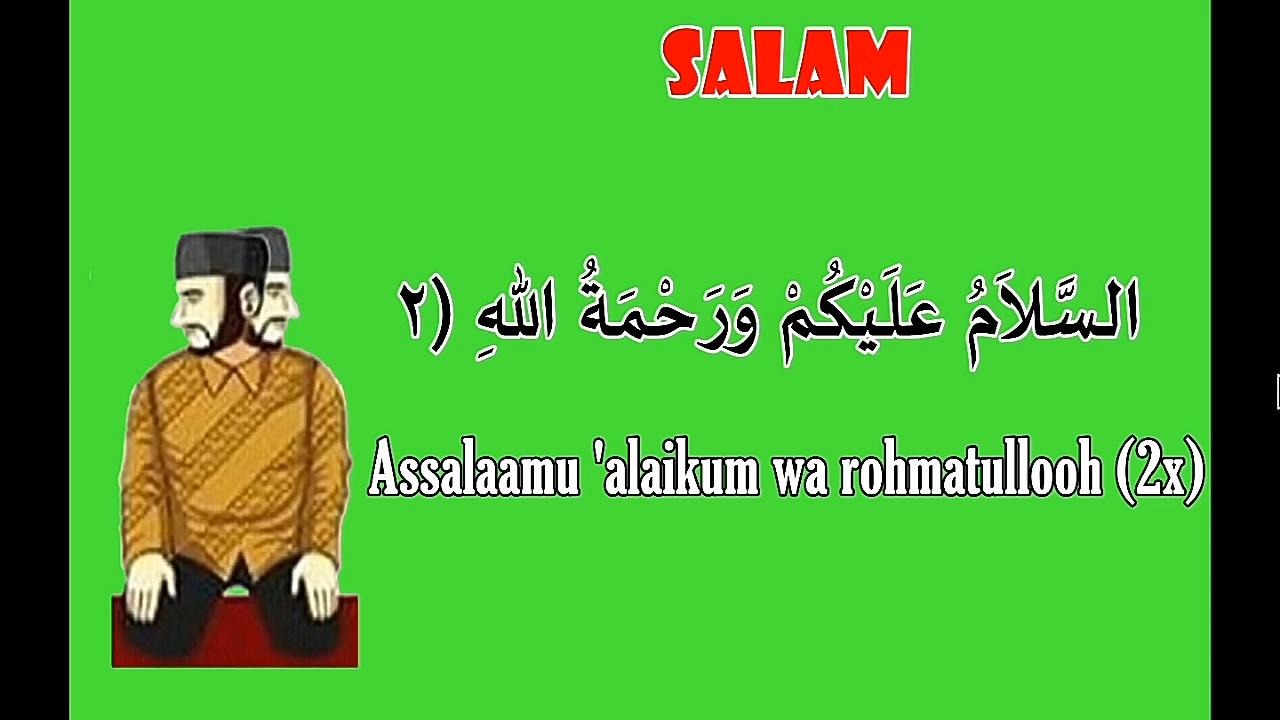 SALAM
السَّلاَمُ عَلَيْكُمْ وَرَحْمَةُ اللهِ (٢
Assalaamu 'alaikum wa rohmatullooh (2x)